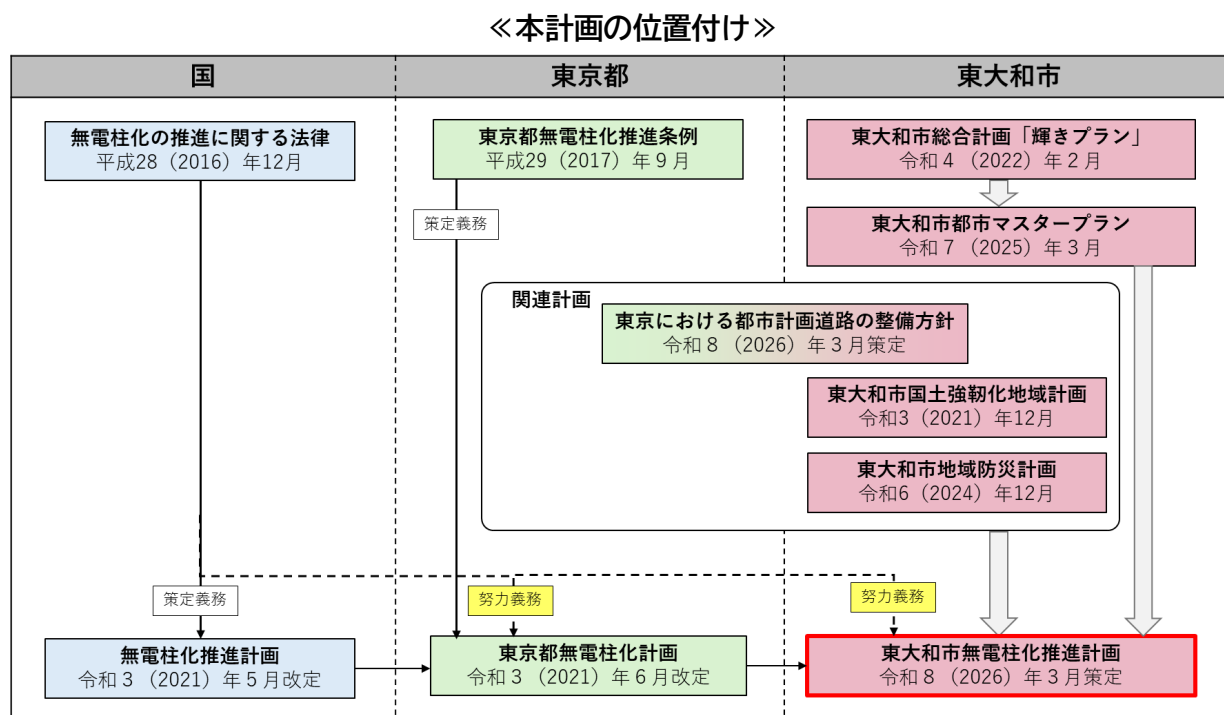 ≪本計画の位置付け≫
国
東京都
東大和市
無電柱化の推進に関する法律
平成28（2016）年12月
東京都無電柱化推進条例
平成29（2017）年９月
東大和市総合計画「輝きプラン」
令和４（2022）年２月
策定義務
東大和市都市マスタープラン
令和７（2025）年３月
関連計画
東京における都市計画道路の整備方針
令和８（2026）年３月策定
東大和市国土強靭化地域計画
令和3（2021）年12月
東大和市地域防災計画
令和6（2024）年12月
策定義務
努力義務
努力義務
無電柱化推進計画
令和３（2021）年５月改定
東京都無電柱化計画
令和３（2021）年６月改定
東大和市無電柱化推進計画
令和８（2026）年３月策定